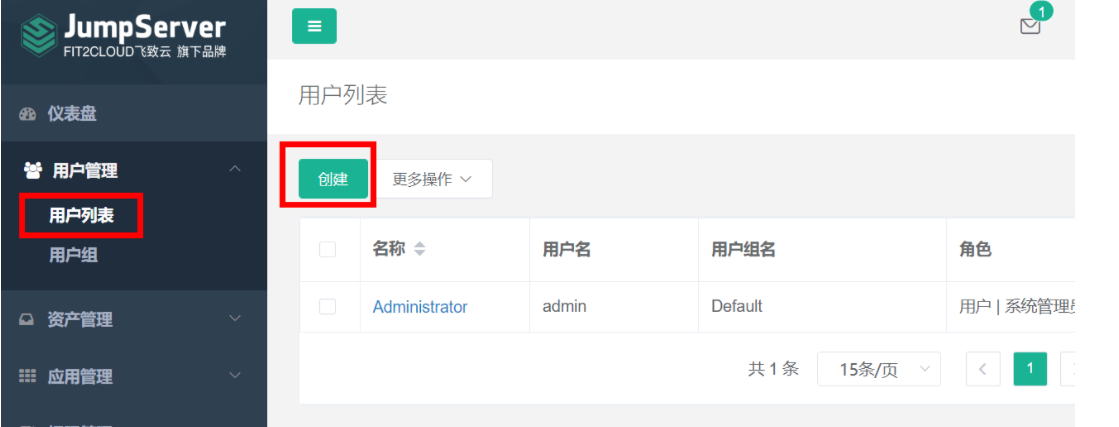 JumpServer
FIT2CLOUD飞致云 旗下品牌
1
仪表盘
用户列表
用户管理
创建
更多操作
用户列表
用户组
名称
用户名
用户组名
角色
Administrator
admin
Default
用户 | 系统管理员
资产管理
共 1 条
15条/页
1
应用管理